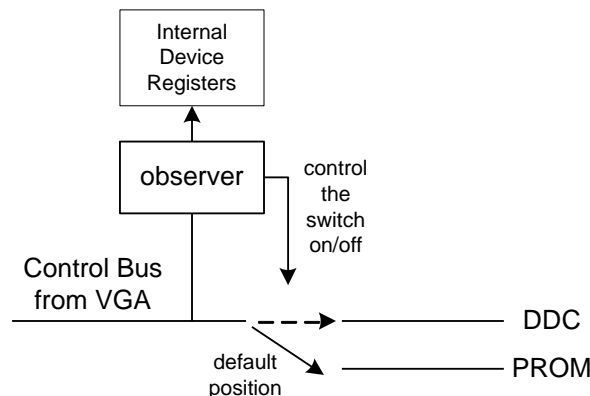 Internal
Device
Registers
observer
control
the
switch
on/off
Control Bus
from VGA
DDC
default
position
PROM